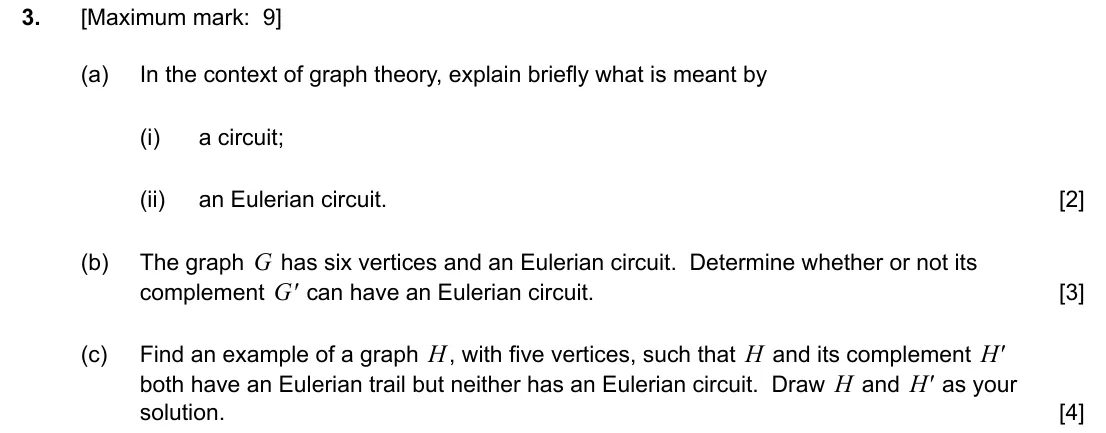 3. [Maximum mark: 9]
(a) In the context of graph theory, explain briefly what is meant by
(i) a circuit;
(ii) an Eulerian circuit. [2]
(b) The graph G has six vertices and an Eulerian circuit. Determine whether or not its
complement G′ can have an Eulerian circuit. [3]
(c) Find an example of a graph H, with five vertices, such that H and its complement H′
both have an Eulerian trail but neither has an Eulerian circuit. Draw H and H′ as your
solution. [4]